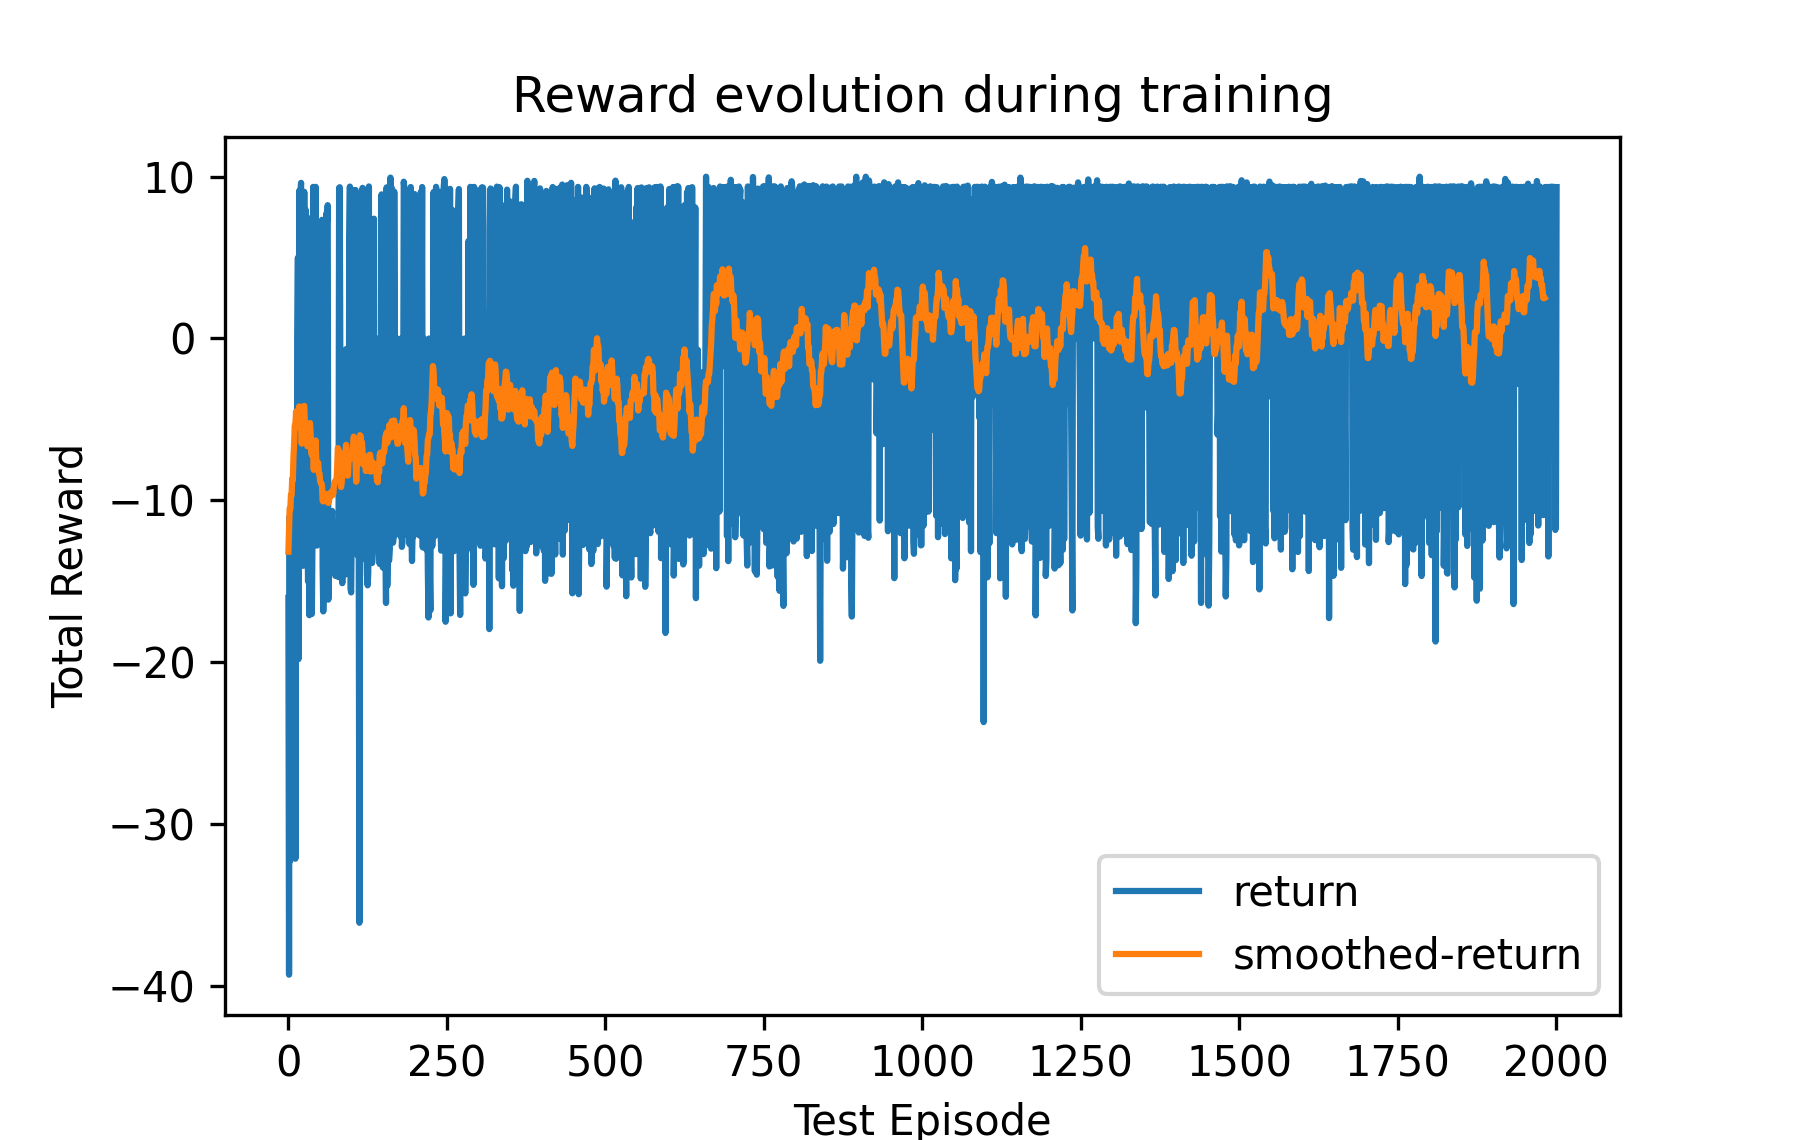 Reward evolution during training
10
0
−10
−20
−30
−40
Total Reward
return
smoothed-return
0 250 500 750 1000 1250 1500 1750 2000
Test Episode